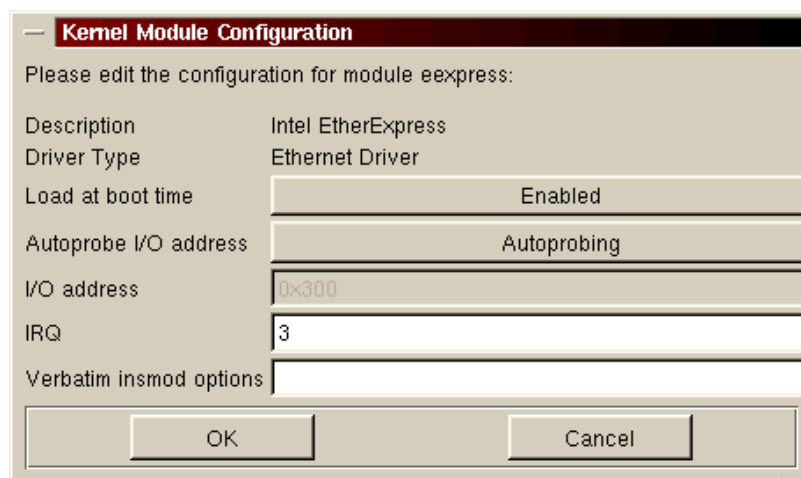 Kernel Module Configuration
Please edit the configuration for module eexpress:
Description Intel EtherExpress
Driver Type Ethernet Driver
Load at boot time Enabled
Autoprobe I/O address Autoprobing
I/O address 0x300
IRQ 3
Verbatim insmod options
OK Cancel